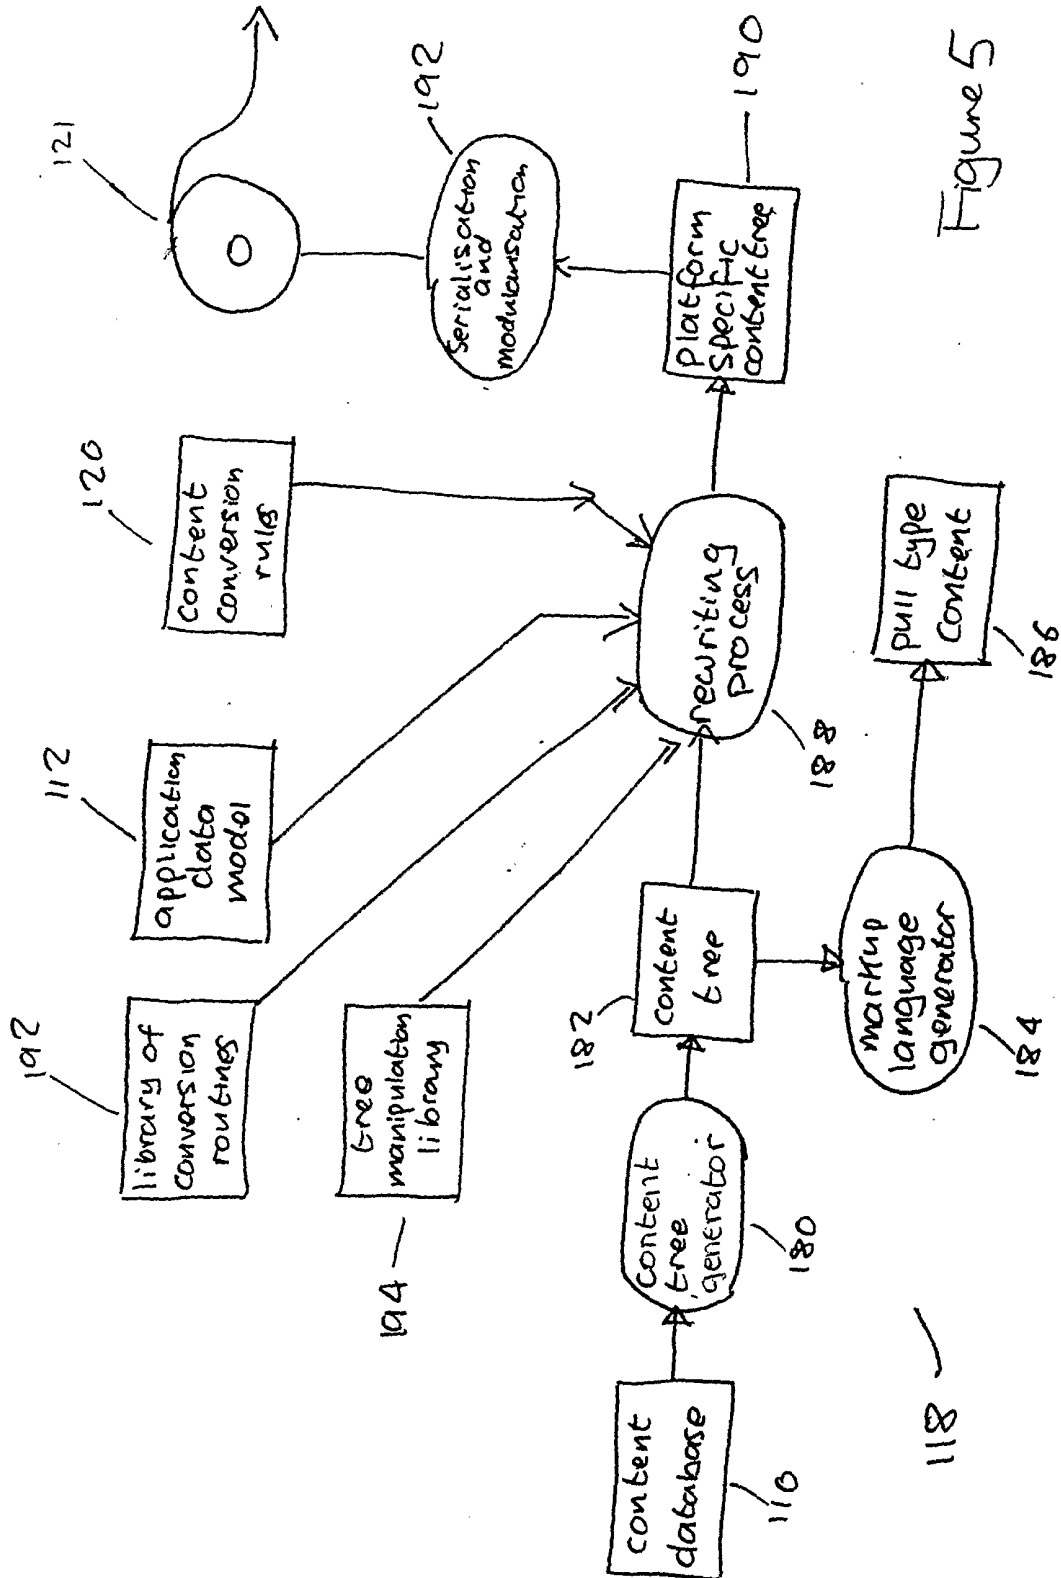 192
library of
conversion
routines
112
application
data
model
120
content
conversion
rules
121
194
tree
manipulation
library
serialisation
and
modularisation
192
content
database
110
content
tree
generator
180
182
content
tree
rewriting
process
188
platform
specific
content tree
190
markup
language
generator
184
pull type
content
186
118
Figure 5